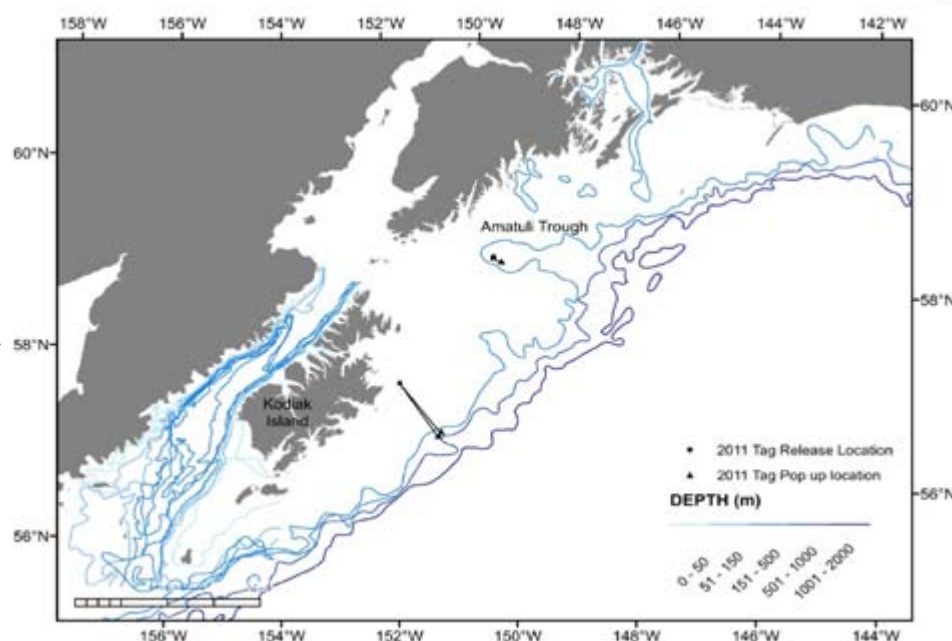 158°W 156°W 154°W 152°W 150°W 148°W 146°W 144°W 142°W
60°N
60°N
Amatuli Trough
58°N
58°N
Kodiak
Island
2011 Tag Release Location
2011 Tag Pop up location
DEPTH (m)
56°N
56°N
0 - 50
51 - 150
151 - 500
501 - 1000
1001 - 2000
156°W 154°W 152°W 150°W 148°W 146°W 144°W